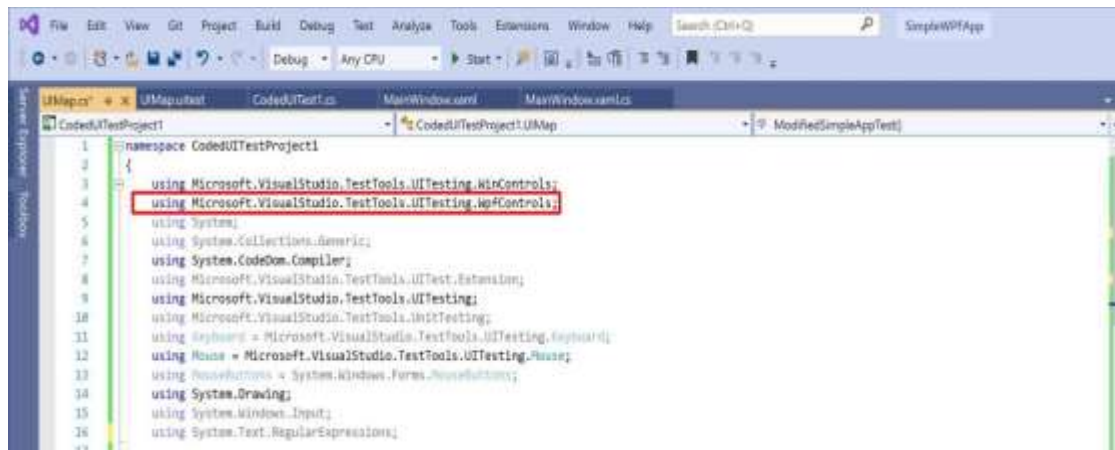 File Edit View Git Project Build Debug Test Analyze Tools Extensions Window Help Search (Ctrl+Q) SimpleWPFApp
Debug Any CPU Start
UIMap.cs* UIMap.uitest CodedUITest1.cs MainWindow.xaml MainWindow.xaml.cs
CodedUITestProject1 CodedUITestProject1.UIMap ModifiedSimpleAppTest()
Server Explorer Toolbox
1 namespace CodedUITestProject1
2 {
3 using Microsoft.VisualStudio.TestTools.UITesting.WinControls;
4 using Microsoft.VisualStudio.TestTools.UITesting.WpfControls;
5 using System;
6 using System.Collections.Generic;
7 using System.CodeDom.Compiler;
8 using Microsoft.VisualStudio.TestTools.UITest.Extension;
9 using Microsoft.VisualStudio.TestTools.UITesting;
10 using Microsoft.VisualStudio.TestTools.UnitTesting;
11 using Keyboard = Microsoft.VisualStudio.TestTools.UITesting.Keyboard;
12 using Mouse = Microsoft.VisualStudio.TestTools.UITesting.Mouse;
13 using MouseButtons = System.Windows.Forms.MouseButtons;
14 using System.Drawing;
15 using System.Windows.Input;
16 using System.Text.RegularExpressions;
17